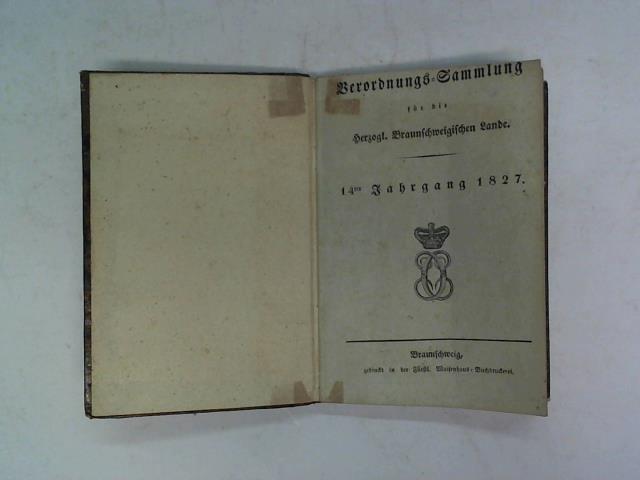 Verordnungs-Sammlung
für die
Herzogl. Braunschweigischen Lande.
14ter Jahrgang 1827.
Braunschweig,
gedruckt in der Fürstl. Waisenhaus-Buchdruckerei.